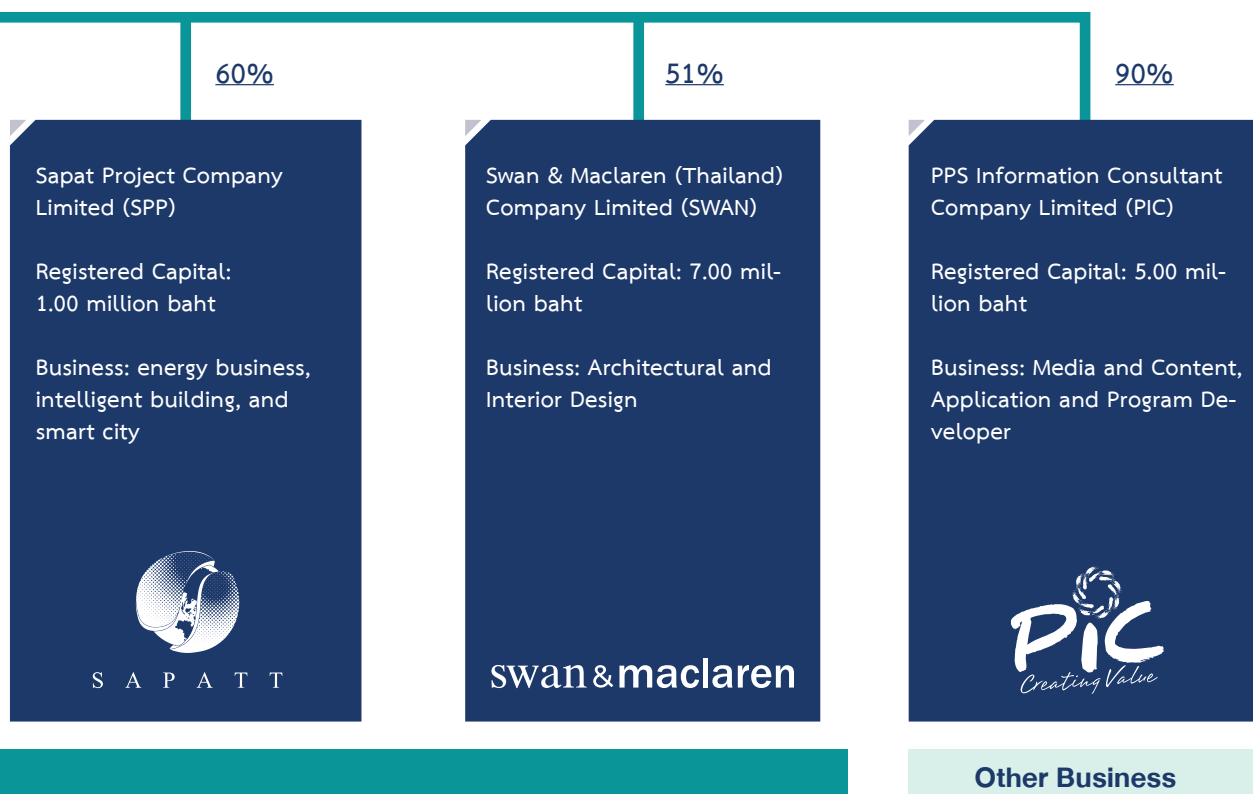 60%
Sapat Project Company
Limited (SPP)
Registered Capital:
1.00 million baht
Business: energy business,
intelligent building, and
smart city
S A P A T T
51%
Swan & Maclaren (Thailand)
Company Limited (SWAN)
Registered Capital: 7.00 mil-
lion baht
Business: Architectural and
Interior Design
swan&maclaren
90%
PPS Information Consultant
Company Limited (PIC)
Registered Capital: 5.00 mil-
lion baht
Business: Media and Content,
Application and Program De-
veloper
PiC
Creating Value
Other Business